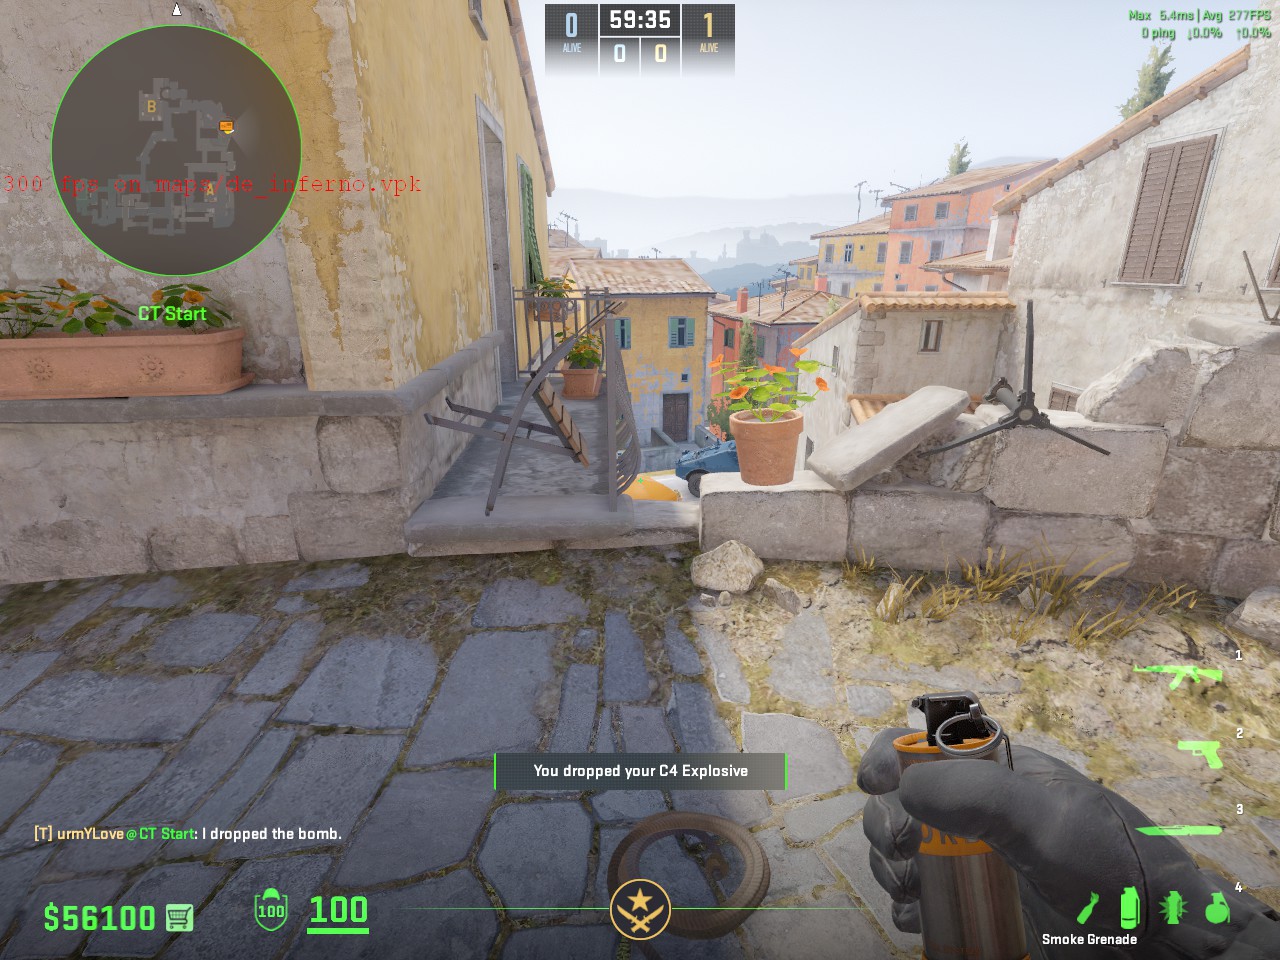 0
59:35
1
ALIVE
0
0
ALIVE
Max 5.4ms | Avg 277FPS
0 ping ↓0.0% ↑0.0%
B
A
300 fps on maps/de_inferno.vpk
CT Start
1
2
3
4
You dropped your C4 Explosive
[T] urmYLove@CT Start: I dropped the bomb.
$56100
100
100
Smoke Grenade